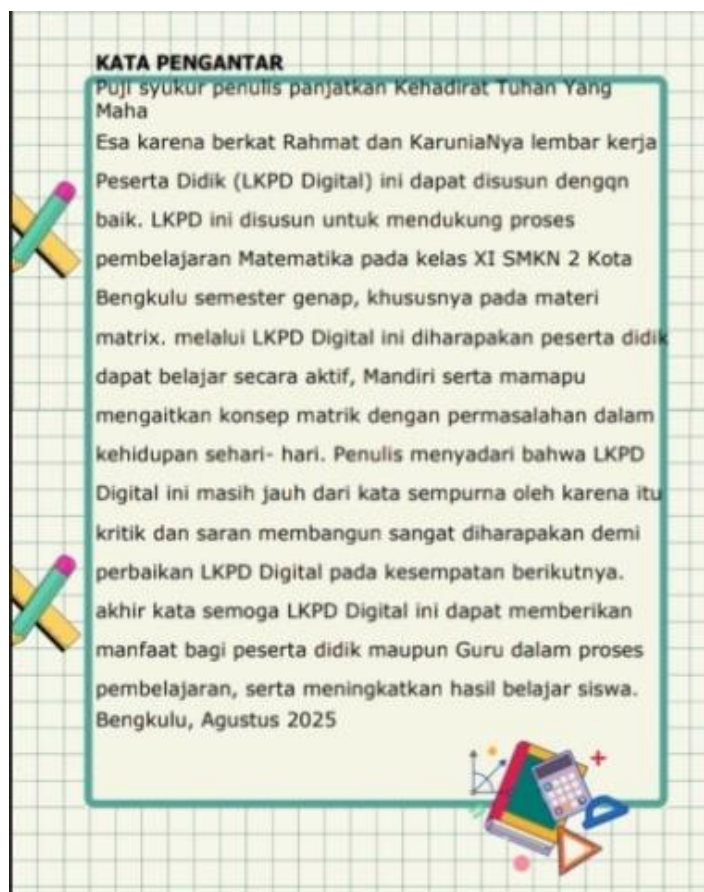 KATA PENGANTAR
Puji syukur penulis panjatkan Kehadirat Tuhan Yang
Maha
Esa karena berkat Rahmat dan KaruniaNya lembar kerja
Peserta Didik (LKPD Digital) ini dapat disusun dengqn
baik. LKPD ini disusun untuk mendukung proses
pembelajaran Matematika pada kelas XI SMKN 2 Kota
Bengkulu semester genap, khususnya pada materi
matrix. melalui LKPD Digital ini diharapakan peserta didik
dapat belajar secara aktif, Mandiri serta mamapu
mengaitkan konsep matrik dengan permasalahan dalam
kehidupan sehari- hari. Penulis menyadari bahwa LKPD
Digital ini masih jauh dari kata sempurna oleh karena itu
kritik dan saran membangun sangat diharapakan demi
perbaikan LKPD Digital pada kesempatan berikutnya.
akhir kata semoga LKPD Digital ini dapat memberikan
manfaat bagi peserta didik maupun Guru dalam proses
pembelajaran, serta meningkatkan hasil belajar siswa.
Bengkulu, Agustus 2025